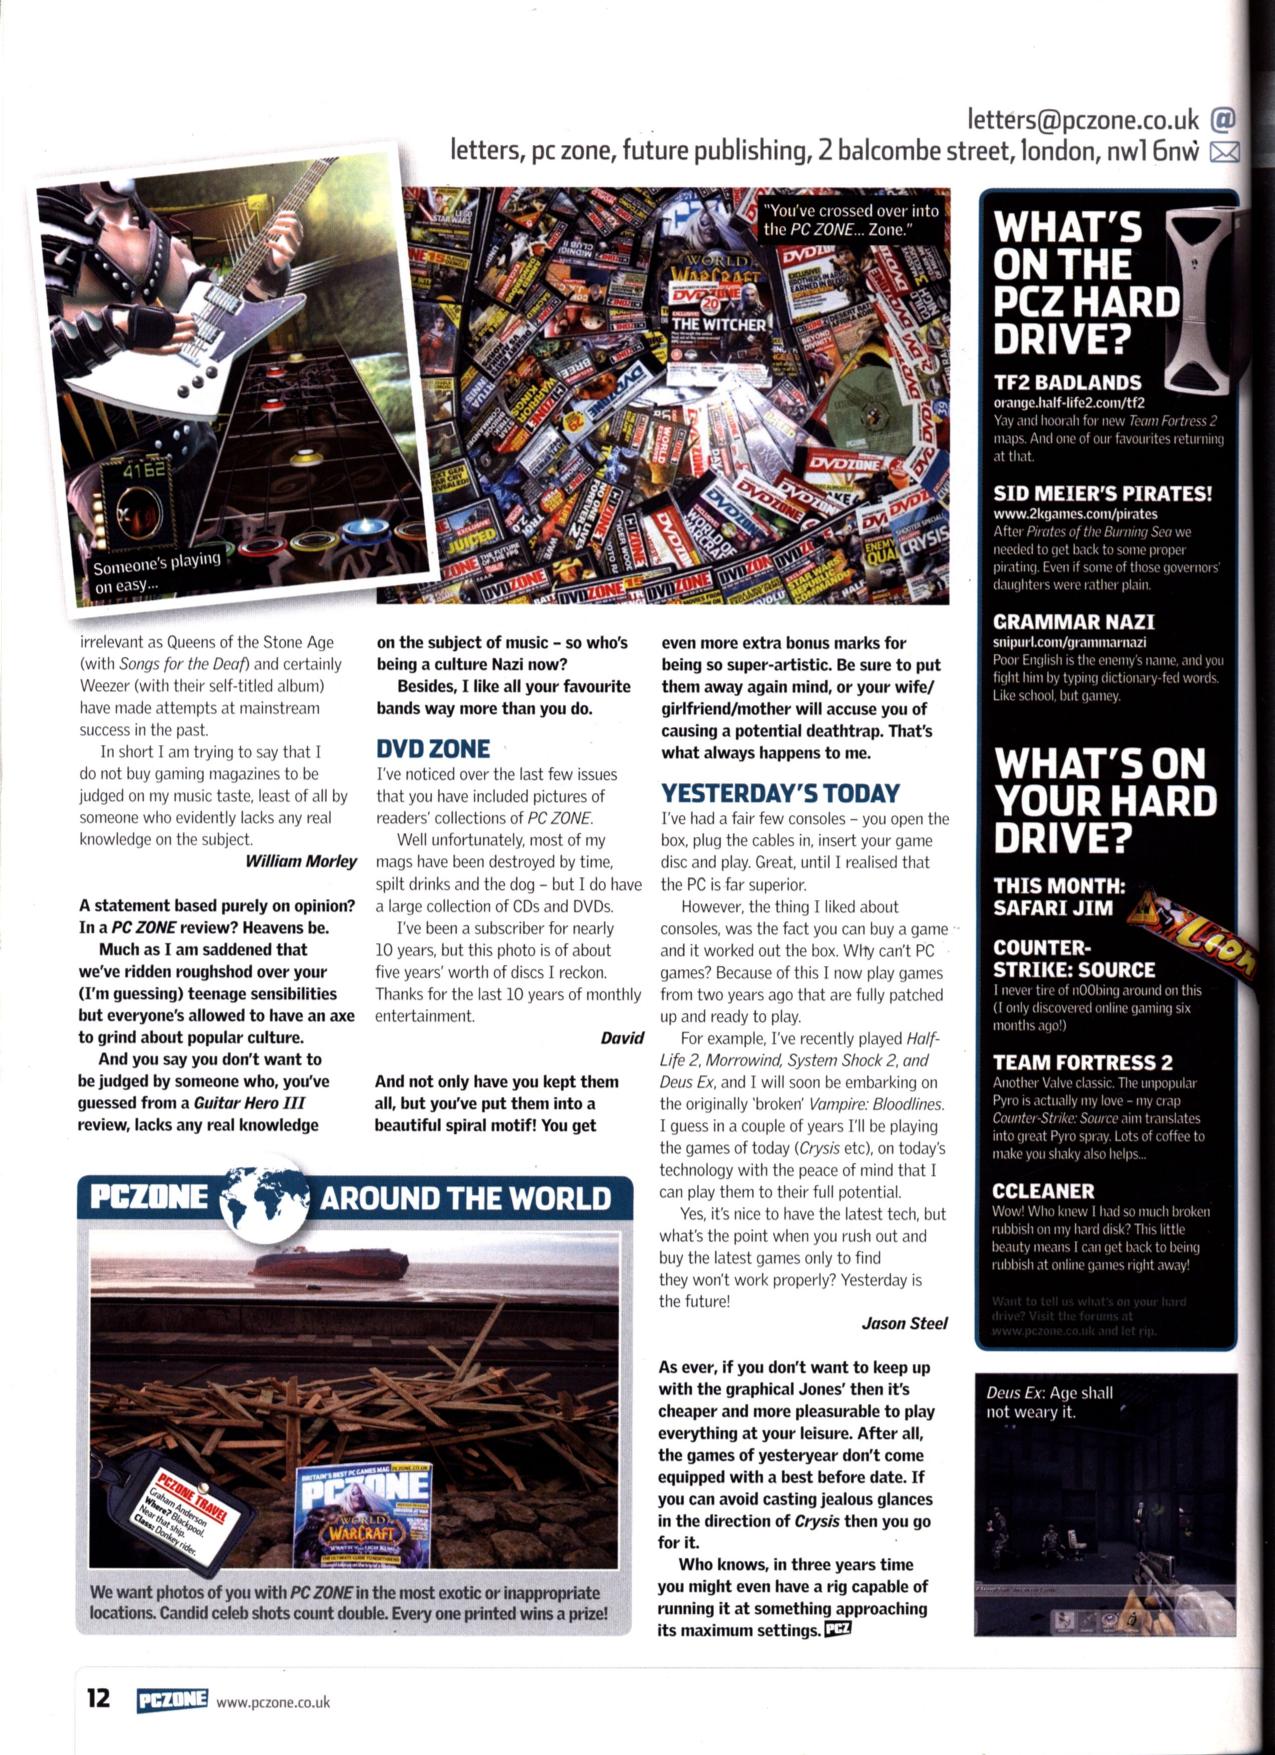 letters@pczone.co.uk @
letters, pc zone, future publishing, 2 balcombe street, london, nw1 6nw
4162
Someone's playing
on easy...
"You've crossed over into
the PC ZONE... Zone."
WORLD
WARCRAFT
DVD ZONE
THE WITCHER
irrelevant as Queens of the Stone Age
(with Songs for the Deaf) and certainly
Weezer (with their self-titled album)
have made attempts at mainstream
success in the past.
In short I am trying to say that I
do not buy gaming magazines to be
judged on my music taste, least of all by
someone who evidently lacks any real
knowledge on the subject.
William Morley
A statement based purely on opinion?
In a PC ZONE review? Heavens be.
Much as I am saddened that
we've ridden roughshod over your
(I'm guessing) teenage sensibilities
but everyone's allowed to have an axe
to grind about popular culture.
And you say you don't want to
be judged by someone who, you've
guessed from a Guitar Hero III
review, lacks any real knowledge
on the subject of music – so who's
being a culture Nazi now?
Besides, I like all your favourite
bands way more than you do.
DVD ZONE
I've noticed over the last few issues
that you have included pictures of
readers' collections of PC ZONE.
Well unfortunately, most of my
mags have been destroyed by time,
spilt drinks and the dog – but I do have
a large collection of CDs and DVDs.
I've been a subscriber for nearly
10 years, but this photo is of about
five years' worth of discs I reckon.
Thanks for the last 10 years of monthly
entertainment.
David
And not only have you kept them
all, but you've put them into a
beautiful spiral motif! You get
even more extra bonus marks for
being so super-artistic. Be sure to put
them away again mind, or your wife/
girlfriend/mother will accuse you of
causing a potential deathtrap. That's
what always happens to me.
YESTERDAY'S TODAY
I've had a fair few consoles – you open the
box, plug the cables in, insert your game
disc and play. Great, until I realised that
the PC is far superior.
However, the thing I liked about
consoles, was the fact you can buy a game
and it worked out the box. Why can't PC
games? Because of this I now play games
from two years ago that are fully patched
up and ready to play.
For example, I've recently played Half-
Life 2, Morrowind, System Shock 2, and
Deus Ex, and I will soon be embarking on
the originally 'broken' Vampire: Bloodlines.
I guess in a couple of years I'll be playing
the games of today (Crysis etc), on today's
technology with the peace of mind that I
can play them to their full potential.
Yes, it's nice to have the latest tech, but
what's the point when you rush out and
buy the latest games only to find
they won't work properly? Yesterday is
the future!
Jason Steel
As ever, if you don't want to keep up
with the graphical Jones' then it's
cheaper and more pleasurable to play
everything at your leisure. After all,
the games of yesteryear don't come
equipped with a best before date. If
you can avoid casting jealous glances
in the direction of Crysis then you go
for it.
Who knows, in three years time
you might even have a rig capable of
running it at something approaching
its maximum settings. PCZ
PCZONE AROUND THE WORLD
PCZONE TRAVEL
Graham Anderson
Where? Blackpool.
Near that ship.
Class: Donkey rider.
BRITAIN'S BEST PC GAMES MAG
PCZONE
WORLD
WARCRAFT
We want photos of you with PC ZONE in the most exotic or inappropriate
locations. Candid celeb shots count double. Every one printed wins a prize!
WHAT'S
ON THE
PCZ HARD
DRIVE?
TF2 BADLANDS
orange.half-life2.com/tf2
Yay and hoorah for new Team Fortress 2
maps. And one of our favourites returning
at that.
SID MEIER'S PIRATES!
www.2kgames.com/pirates
After Pirates of the Burning Sea we
needed to get back to some proper
pirating. Even if some of those governors'
daughters were rather plain.
GRAMMAR NAZI
snipurl.com/grammarnazi
Poor English is the enemy's name, and you
fight him by typing dictionary-fed words.
Like school, but gamey.
WHAT'S ON
YOUR HARD
DRIVE?
THIS MONTH:
SAFARI JIM
Lion
COUNTER-
STRIKE: SOURCE
I never tire of n00bing around on this
(I only discovered online gaming six
months ago!)
TEAM FORTRESS 2
Another Valve classic. The unpopular
Pyro is actually my love – my crap
Counter-Strike: Source aim translates
into great Pyro spray. Lots of coffee to
make you shaky also helps...
CCLEANER
Wow! Who knew I had so much broken
rubbish on my hard disk? This little
beauty means I can get back to being
rubbish at online games right away!
Want to tell us what's on your hard
drive? Visit the forums at
www.pczone.co.uk and let rip.
Deus Ex: Age shall
not weary it.
12 PCZONE www.pczone.co.uk